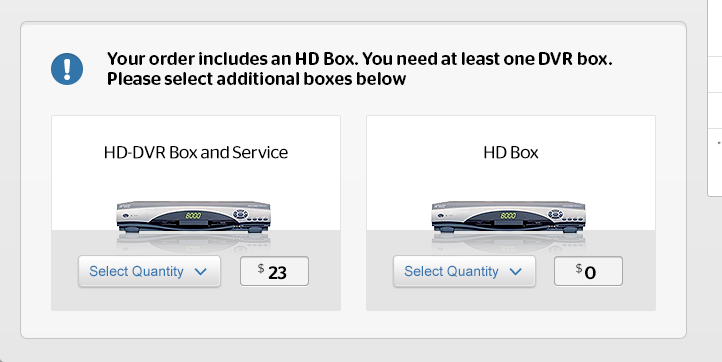 Your order includes an HD Box. You need at least one DVR box.
Please select additional boxes below
HD-DVR Box and Service
HD Box
8000
8000
Select Quantity
$ 23
Select Quantity
$ 0